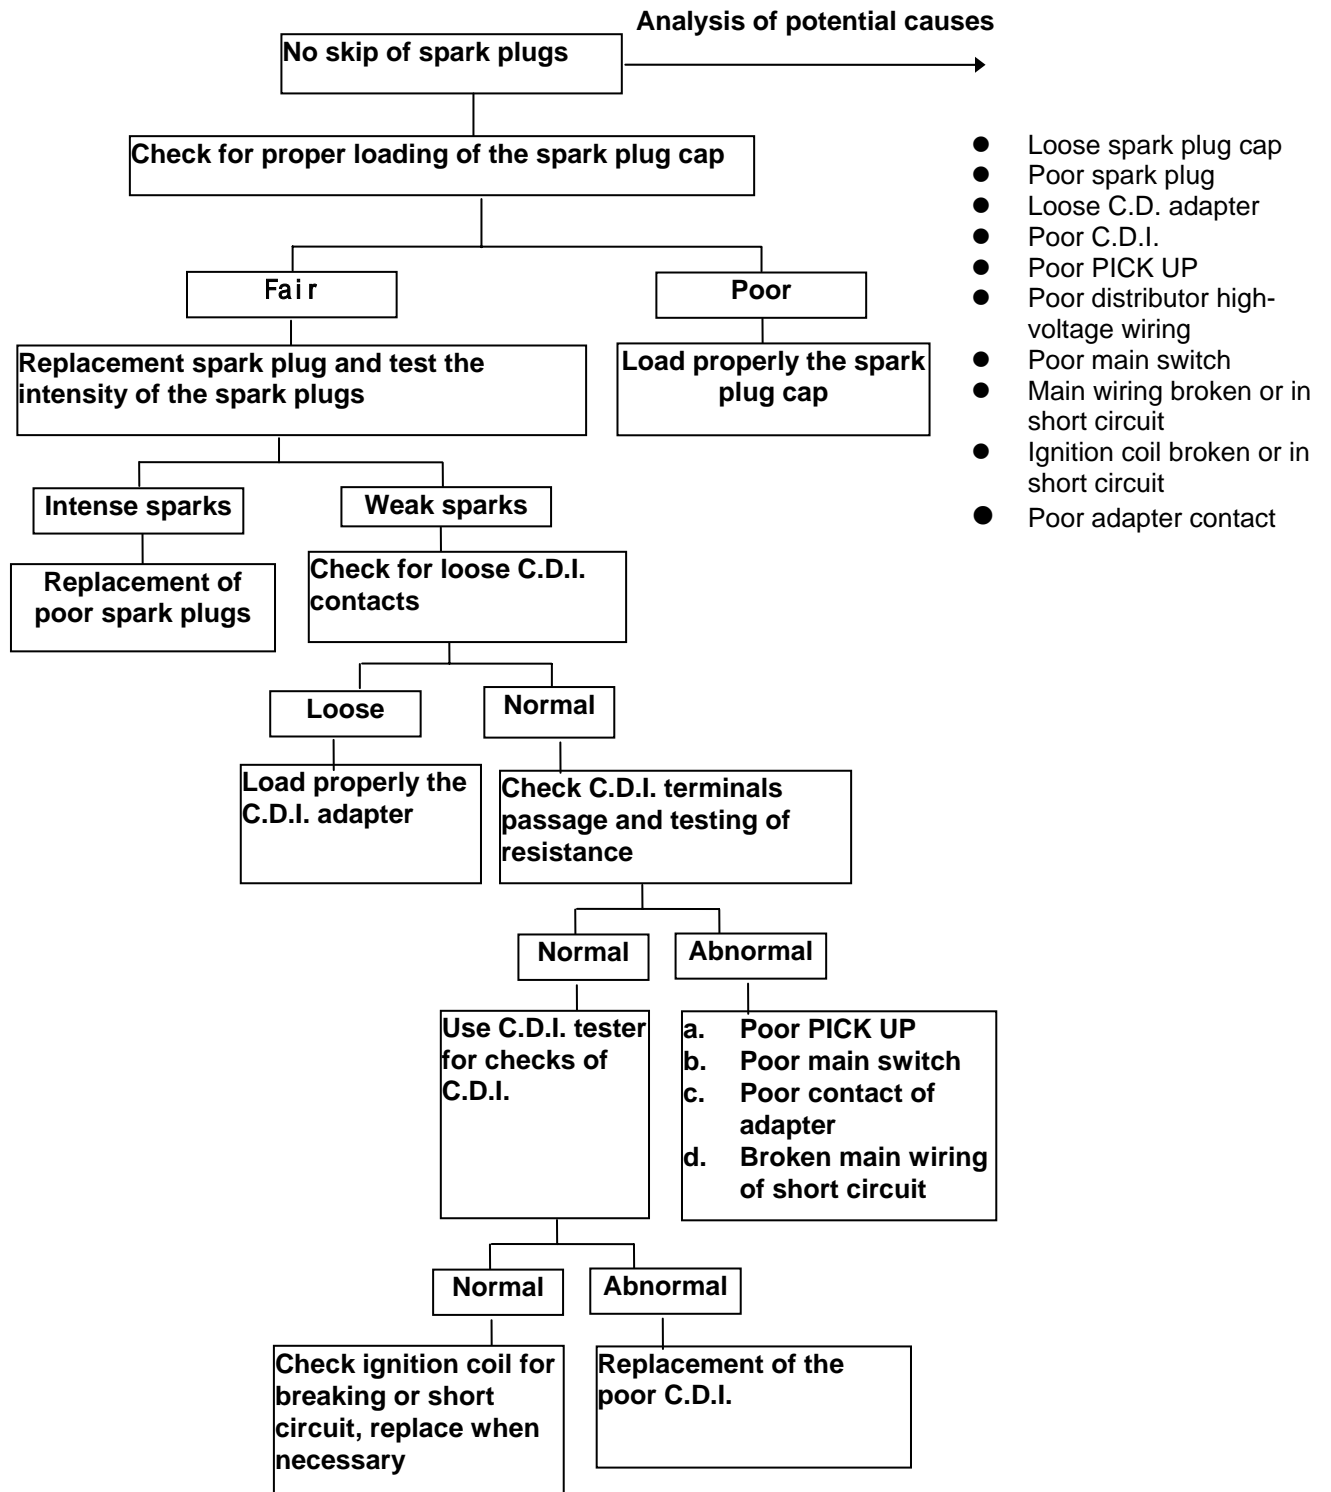 Analysis of potential causes
No skip of spark plugs
Check for proper loading of the spark plug cap
● Loose spark plug cap
● Poor spark plug
● Loose C.D. adapter
● Poor C.D.I.
● Poor PICK UP
● Poor distributor high-
voltage wiring
● Poor main switch
● Main wiring broken or in
short circuit
● Ignition coil broken or in
short circuit
● Poor adapter contact
Fair
Poor
Replacement spark plug and test the
intensity of the spark plugs
Load properly the spark
plug cap
Intense sparks
Weak sparks
Replacement of
poor spark plugs
Check for loose C.D.I.
contacts
Loose
Normal
Load properly the
C.D.I. adapter
Check C.D.I. terminals
passage and testing of
resistance
Normal
Abnormal
Use C.D.I. tester
for checks of
C.D.I.
a. Poor PICK UP
b. Poor main switch
c. Poor contact of
adapter
d. Broken main wiring
of short circuit
Normal
Abnormal
Check ignition coil for
breaking or short
circuit, replace when
necessary
Replacement of the
poor C.D.I.